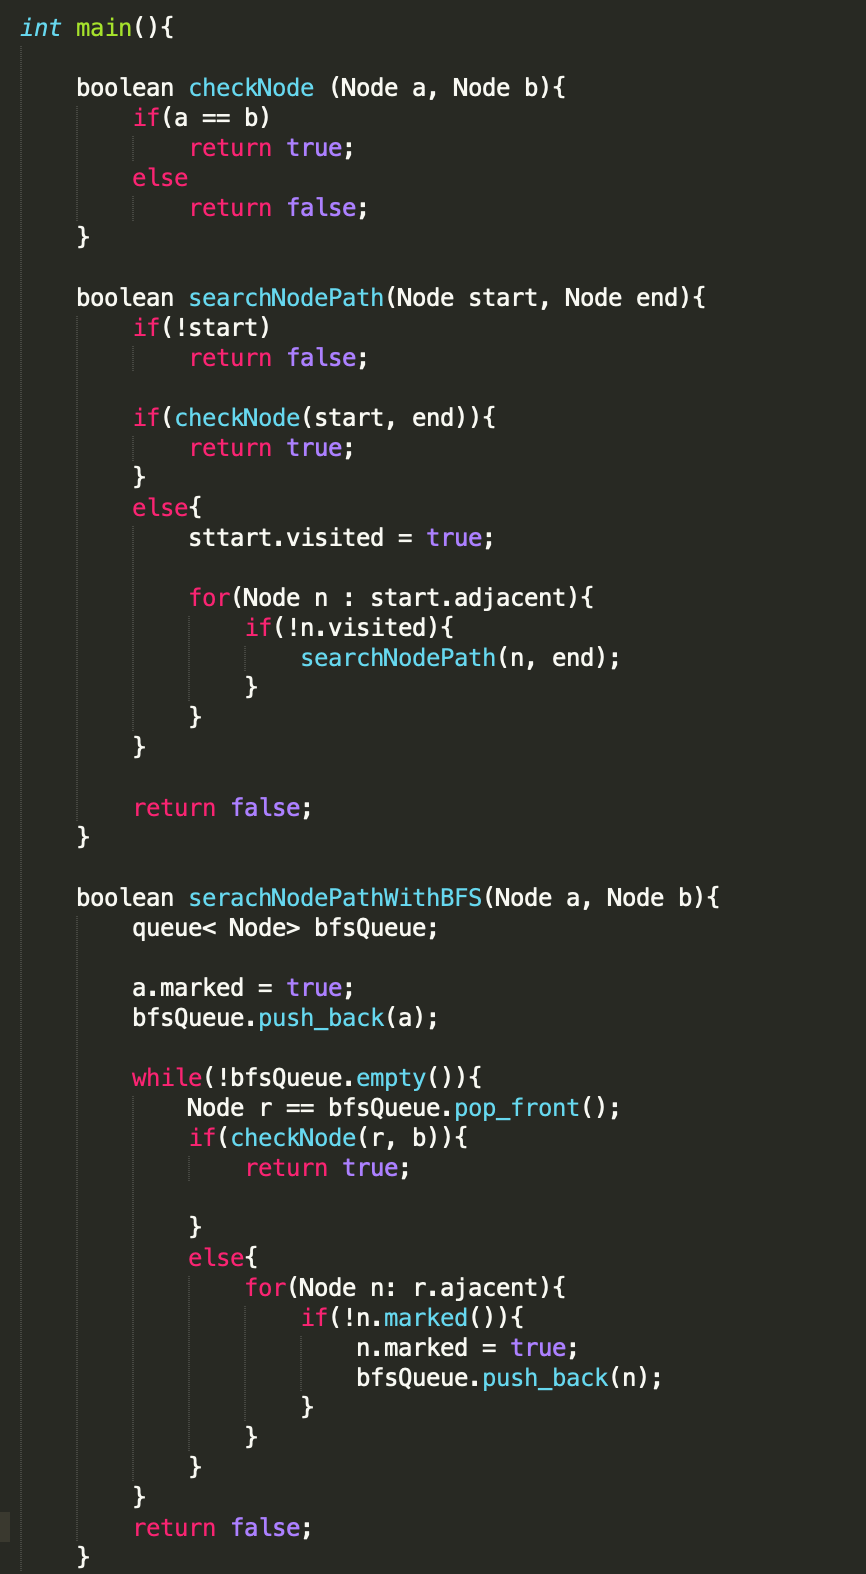 int main(){
boolean checkNode (Node a, Node b){
if(a == b)
return true;
else
return false;
}
boolean searchNodePath(Node start, Node end){
if(!start)
return false;
if(checkNode(start, end)){
return true;
}
else{
sttart.visited = true;
for(Node n : start.adjacent){
if(!n.visited){
searchNodePath(n, end);
}
}
}
return false;
}
boolean serachNodePathWithBFS(Node a, Node b){
queue< Node> bfsQueue;
a.marked = true;
bfsQueue.push_back(a);
while(!bfsQueue.empty()){
Node r == bfsQueue.pop_front();
if(checkNode(r, b)){
return true;
}
else{
for(Node n: r.ajacent){
if(!n.marked()){
n.marked = true;
bfsQueue.push_back(n);
}
}
}
}
return false;
}